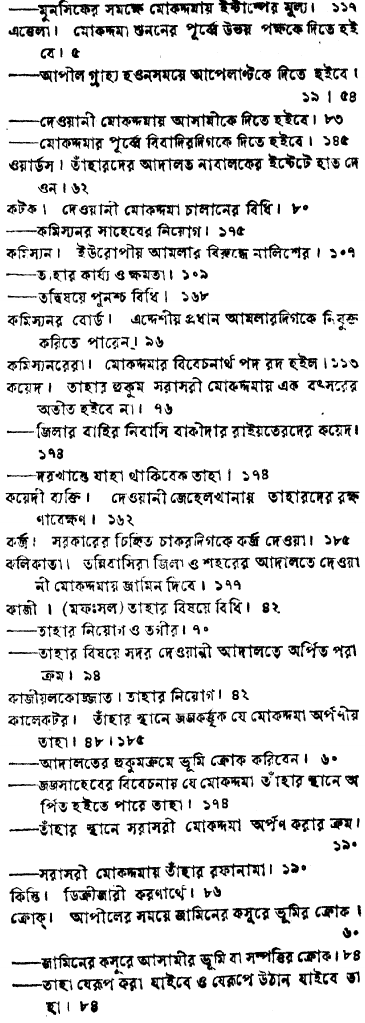 ——মুনসিফের সমক্ষে মোকদ্দমায় ইষ্টাম্পের মূল্য। ১১৭
এত্তেলা। মোকদ্দমা শুননের পূর্ব্বে উভয় পক্ষকে দিতে হই
বে। ৫
——আপীল গ্রাহ্য হওনসময়ে আপেলান্টকে দিতে হইবে।
১৯। ৫৪
——দেওয়ানী মোকদ্দমায় আসামীকে দিতে হইবে। ৮৩
——মোকদ্দমার পূর্ব্বে বিবাদিরদিগকে দিতে হইবে। ১৪৫
ওয়ার্ডস। তাঁহারদের আদালত নাবালকের ইষ্টেটে হাত দে
ওন। ৬২
কটক। দেওয়ানী মোকদ্দমা চালানের বিধি। ৮০
——কমিস্যনর সাহেবের নিয়োগ। ১৭৫
কমিস্যন। ইউরোপীয় আমলার বিরুদ্ধে নালিশের। ১০৭
——তাহার কার্য্য ও ক্ষমতা। ১০৯
——তদ্বিষয়ে পুনশ্চ বিধি। ১৬৮
কমিস্যনর বোর্ড। এদ্দেশীয় প্রধান আমলারদিগকে নিযুক্ত
করিতে পারেন। ৯৬
কমিস্যনরেরা। মোকদ্দমার বিবেচনার্থ পদ রদ হইল। ১১৩
কয়েদ। তাহার হুকুম সরাসরী মোকদ্দমায় এক বৎসরের
অতীত হইবে না। ৭৬
——জিলার বাহির নিবাসি বাকীদার রাইয়তেরদের কয়েদ।
১৭৪
——দরখাস্তে যাহা থাকিবেক তাহা। ১৭৪
কয়েদী ব্যক্তি। দেওয়ানী জেহেলখানায় তাহারদের রক্ষ
ণাবেক্ষণ। ১৬২
কর্জ। সরকারের চিহ্নিত চাকরদিগকে কর্জ দেওয়া। ১৮৫
কলিকাতা। তন্নিবাসিরা জিলা ও শহরের আদালতে দেওয়া
নী মোকদ্দমায় জামিন দিবে। ১৭৭
কাজী। (মফঃসল) তাহার বিষয়ে বিধি। ৪২
——তাহার নিয়োগ ও তগীর। ৭০
——তাহার বিষয়ে সদর দেওয়ানী আদালতে অর্পিত পরা
ক্রম। ৯৪
কাজীয়লকোজ্জাত। তাহার নিয়োগ। ৪২
কালেকটর। তাঁহার স্থানে জজকর্তৃক যে মোকদ্দমা অর্পণীয়
তাহা। ৪৮। ১৮৫
——আদালতের হুকুমক্রমে ভূমি ক্রোক করিবেন। ৬০
——জজসাহেবের বিবেচনায় যে মোকদ্দমা তাঁহার স্থানে অ
র্পিত হইতে পারে তাহা। ১৭৪
——তাঁহার স্থানে সরাসরী মোকদ্দমা অর্পণ করার ক্রম।
১৯০
——সরাসরী মোকদ্দমায় তাঁহার রফানামা। ১৯০
কিস্তি। ডিক্রীজারী করণার্থে। ৮৬
ক্রোক্। আপীলের সময়ে জামিনের কসুরে ভূমির ক্রোক।
৬০
——জামিনের কসুরে আসামীর ভূমি বা সম্পত্তির ক্রোক। ৮৪
——তাহা যেরূপ করা যাইবে ও যেরূপে উঠান যাইবে তা
হা। ৮৪